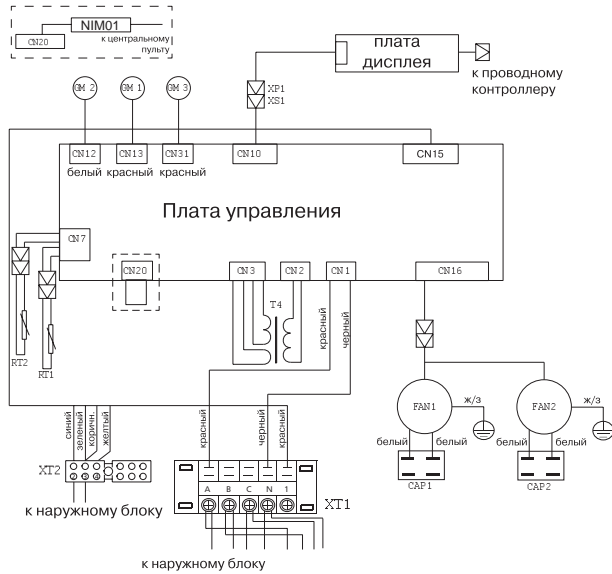 NIM01
к центральному
пульту
CN20
плата
дисплея
к проводному
контроллеру
XP1
XS1
GM 2
GM 1
GM 3
CN12
CN13
CN31
CN10
CN15
белый
красный
красный
Плата управления
CN7
CN20
CN3
CN2
CN1
CN16
T4
красный
черный
RT2
RT1
FAN1
FAN2
ж/з
ж/з
белый
белый
белый
белый
CAP1
CAP2
синий
зеленый
коричн.
желтый
красный
черный
красный
XT2
2
3
4
A
B
C
N
1
XT1
к наружному блоку
к наружному блоку